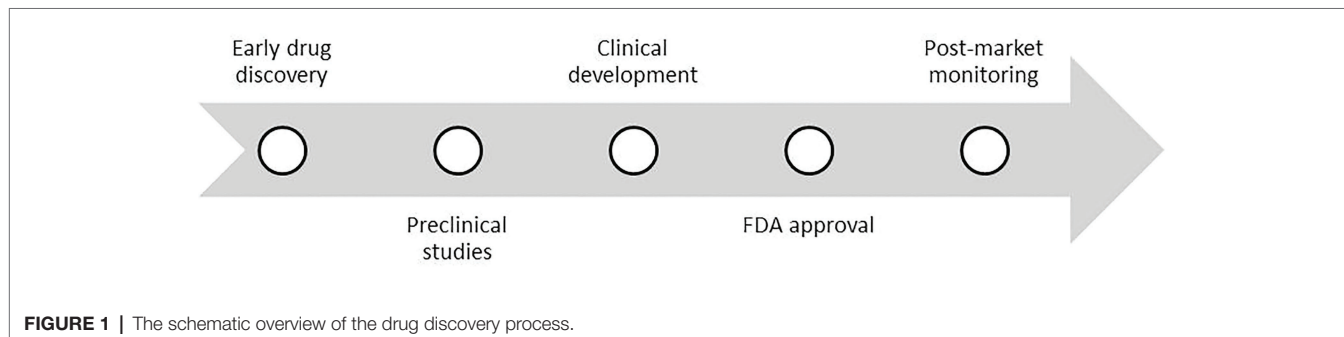 Early drug
discovery
Preclinical
studies
Clinical
development
FDA approval
Post-market
monitoring
FIGURE 1 | The schematic overview of the drug discovery process.